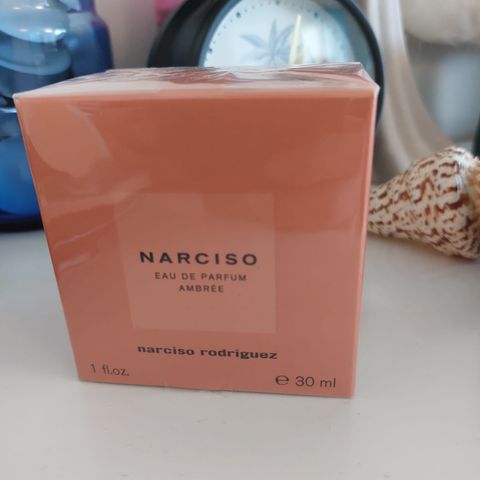 NARCISO
EAU DE PARFUM
AMBRÉE
narciso rodriguez
1 fl.oz.
℮ 30 ml